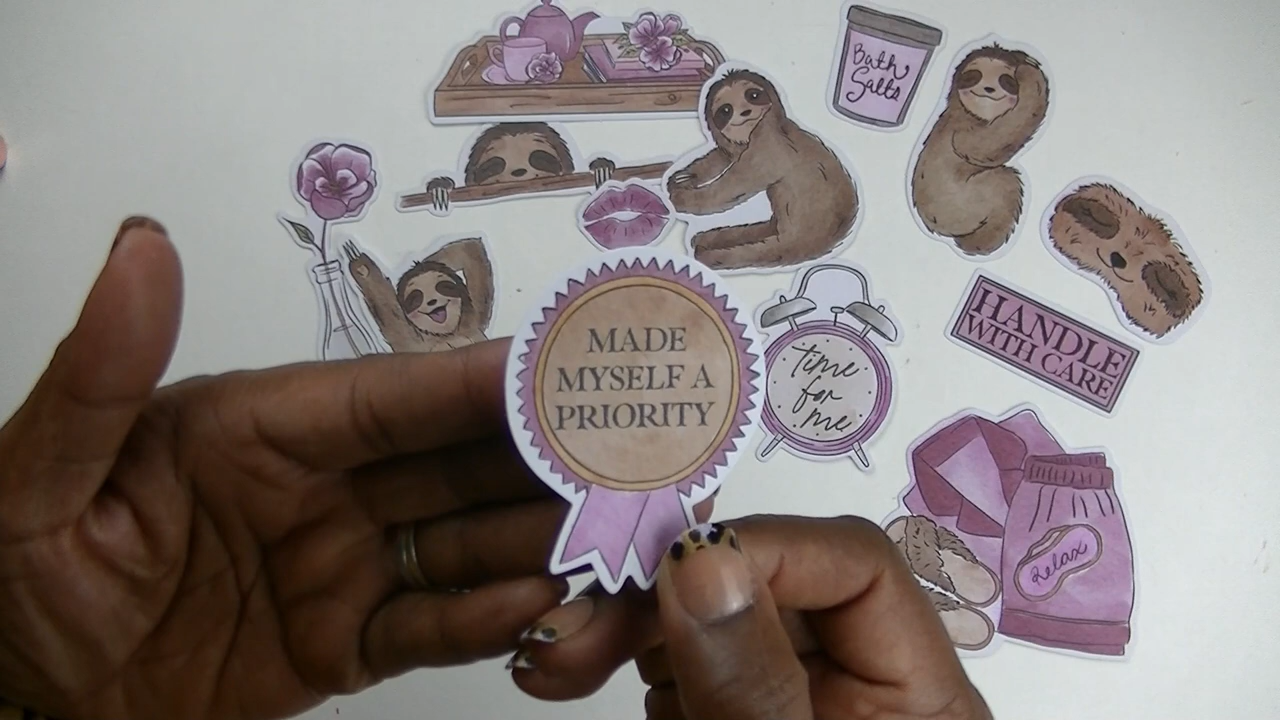 Bath
Salts
HANDLE
WITH CARE
MADE
MYSELF A
PRIORITY
time
for
me
Relax